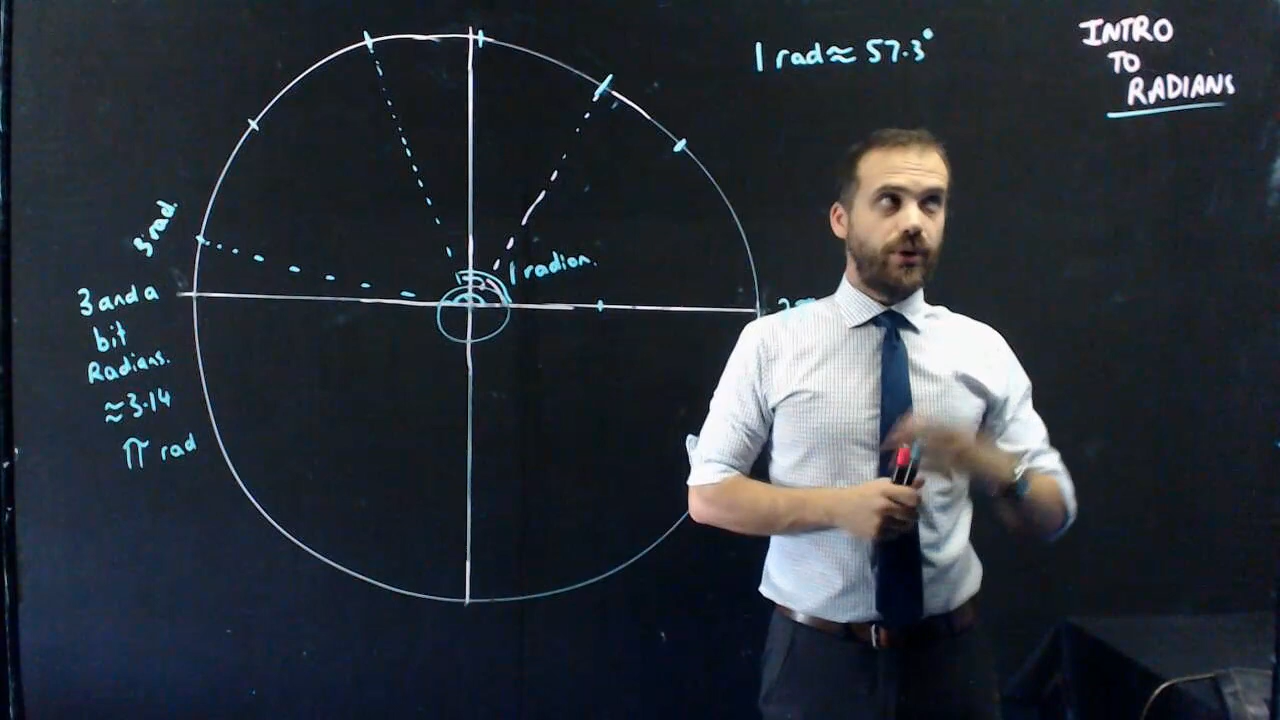 1 rad ≈ 57.3°
INTRO
TO
RADIANS
3 rad.
1 radian.
3 and a
bit
Radians.
≈ 3.14
π rad